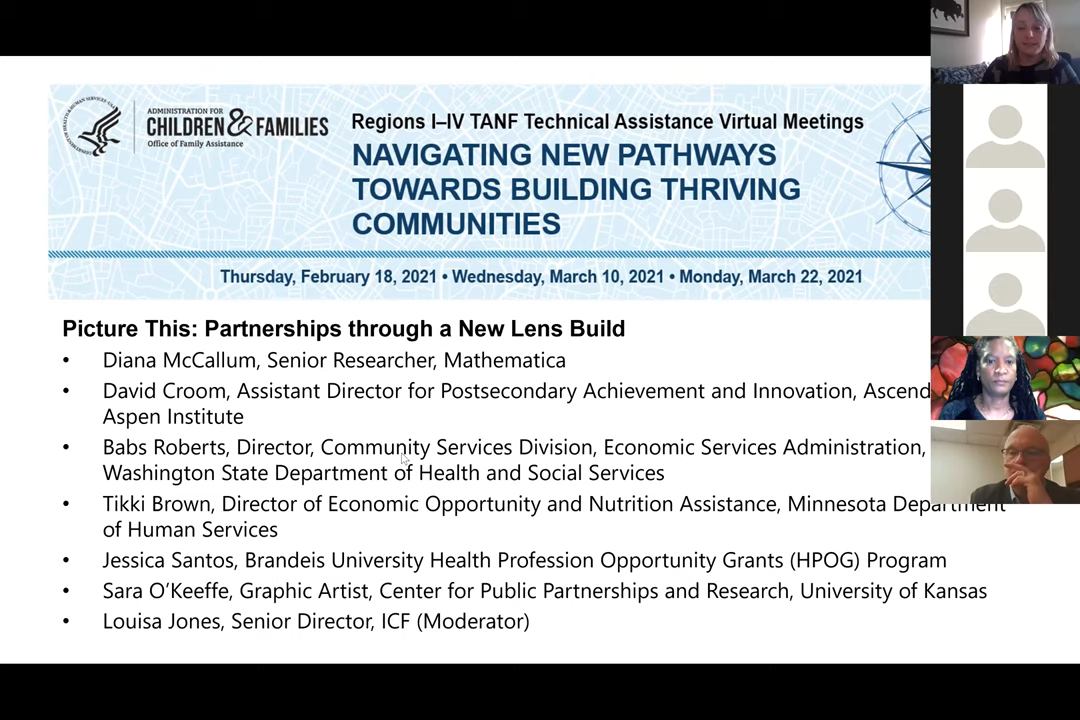 ADMINISTRATION FOR
CHILDREN & FAMILIES
Office of Family Assistance
Regions I–IV TANF Technical Assistance Virtual Meetings
NAVIGATING NEW PATHWAYS
TOWARDS BUILDING THRIVING
COMMUNITIES
Thursday, February 18, 2021 • Wednesday, March 10, 2021 • Monday, March 22, 2021
Picture This: Partnerships through a New Lens Build
• Diana McCallum, Senior Researcher, Mathematica
• David Croom, Assistant Director for Postsecondary Achievement and Innovation, Ascend
Aspen Institute
• Babs Roberts, Director, Community Services Division, Economic Services Administration,
Washington State Department of Health and Social Services
• Tikki Brown, Director of Economic Opportunity and Nutrition Assistance, Minnesota Department
of Human Services
• Jessica Santos, Brandeis University Health Profession Opportunity Grants (HPOG) Program
• Sara O’Keeffe, Graphic Artist, Center for Public Partnerships and Research, University of Kansas
• Louisa Jones, Senior Director, ICF (Moderator)